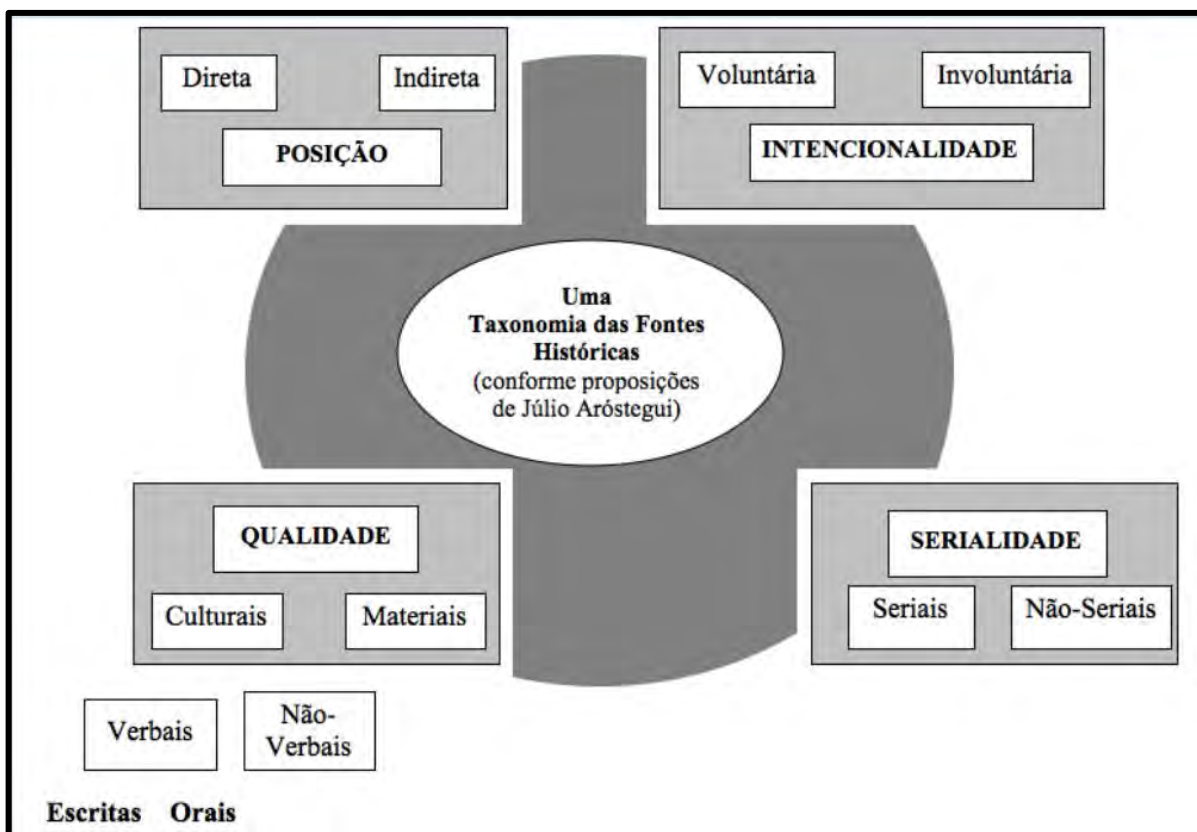 Direta
Indireta
POSIÇÃO
Voluntária
Involuntária
INTENCIONALIDADE
Uma
Taxonomia das Fontes
Históricas
(conforme proposições
de Júlio Aróstegui)
QUALIDADE
Culturais
Materiais
SERIALIDADE
Seriais
Não-Seriais
Verbais
Não-
Verbais
Escritas Orais